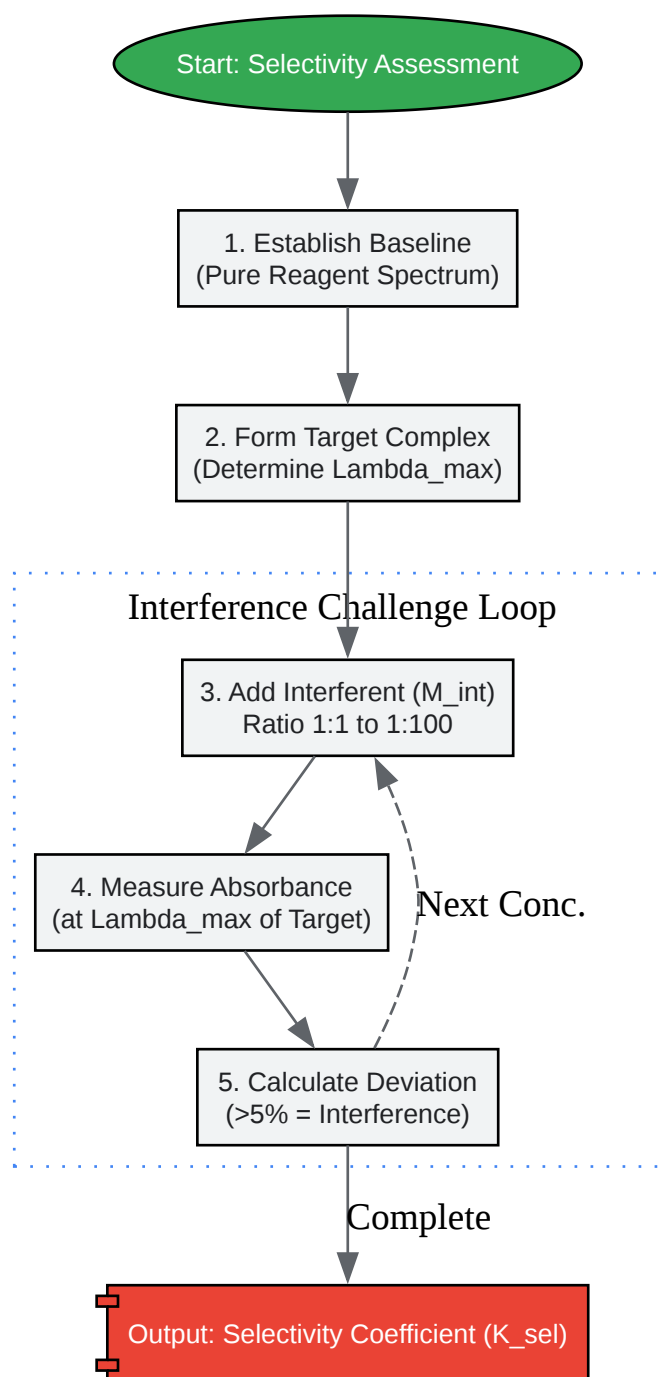 Start: Selectivity Assessment
1. Establish Baseline
(Pure Reagent Spectrum)
2. Form Target Complex
(Determine Lambda_max)
Interference Challenge Loop
3. Add Interferent (M_int)
Ratio 1:1 to 1:100
4. Measure Absorbance
(at Lambda_max of Target)
Next Conc.
5. Calculate Deviation
(>5% = Interference)
Complete
Output: Selectivity Coefficient (K_sel)